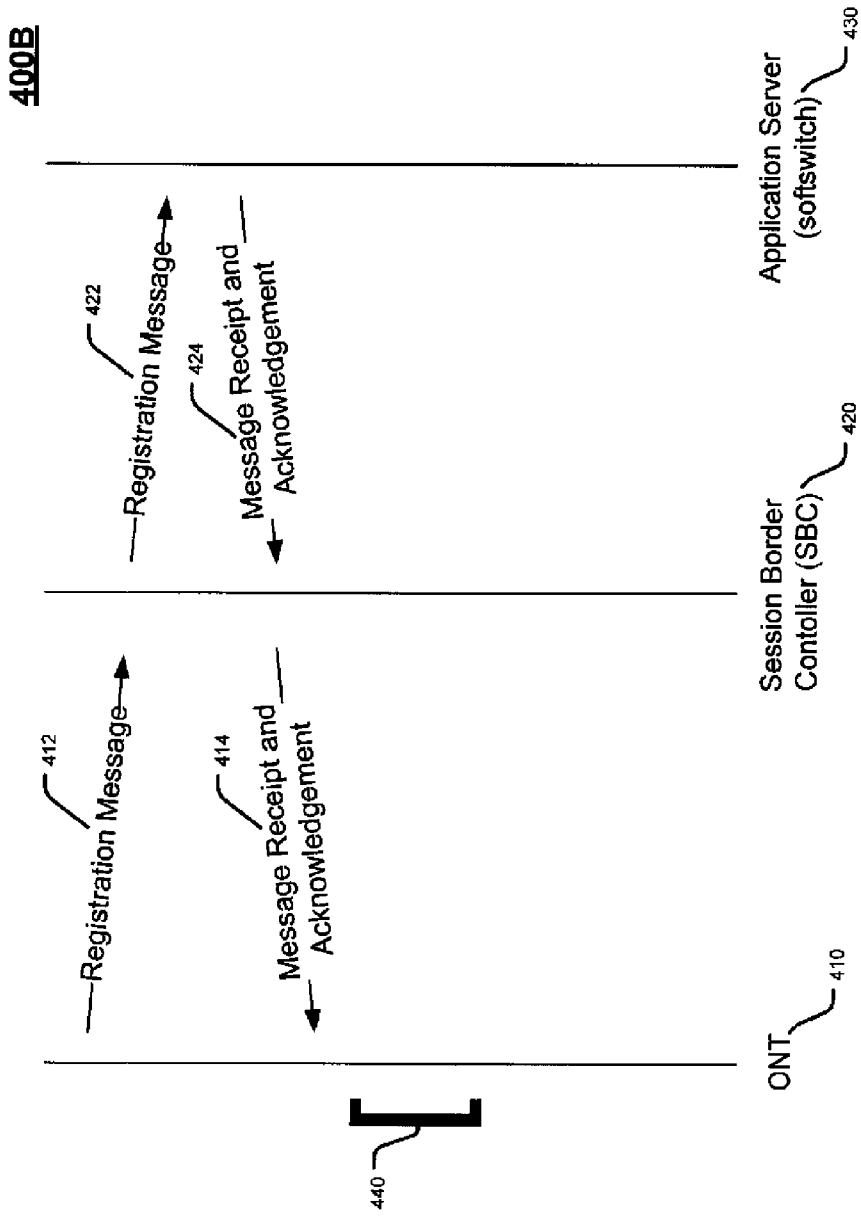 400B
412
Registration Message
422
Registration Message
424
Message Receipt and
Acknowledgement
414
Message Receipt and
Acknowledgement
440
ONT
410
Session Border
Contoller (SBC)
420
Application Server
(softswitch)
430